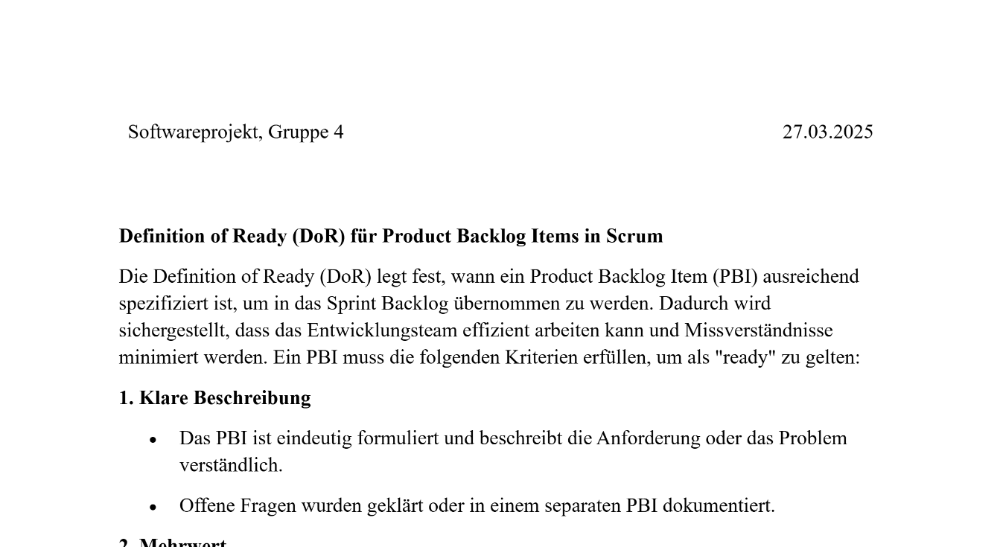 Softwareprojekt, Gruppe 4 27.03.2025
Definition of Ready (DoR) für Product Backlog Items in Scrum
Die Definition of Ready (DoR) legt fest, wann ein Product Backlog Item (PBI) ausreichend
spezifiziert ist, um in das Sprint Backlog übernommen zu werden. Dadurch wird
sichergestellt, dass das Entwicklungsteam effizient arbeiten kann und Missverständnisse
minimiert werden. Ein PBI muss die folgenden Kriterien erfüllen, um als "ready" zu gelten:
1. Klare Beschreibung
• Das PBI ist eindeutig formuliert und beschreibt die Anforderung oder das Problem
verständlich.
• Offene Fragen wurden geklärt oder in einem separaten PBI dokumentiert.
2. Mehrwert